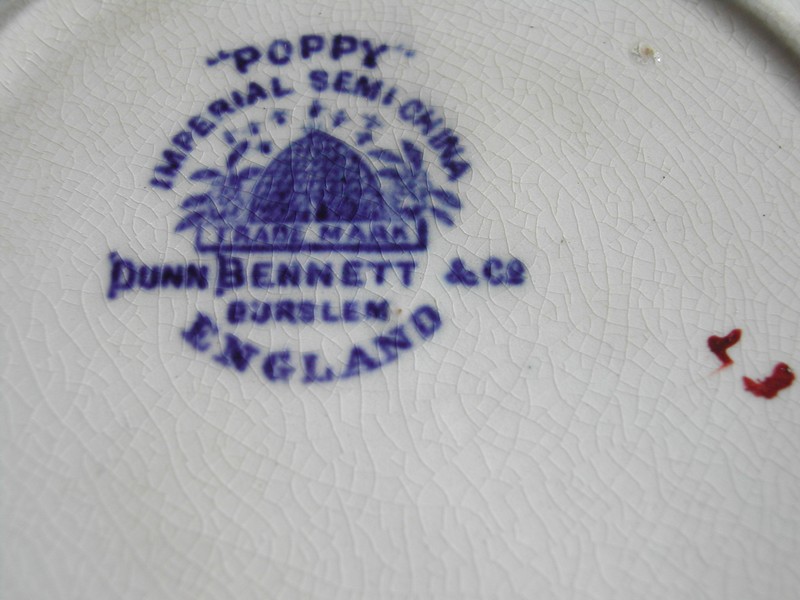 "POPPY"
IMPERIAL SEMI-CHINA
TRADE MARK
DUNN BENNETT & Co
BURSLEM
ENGLAND